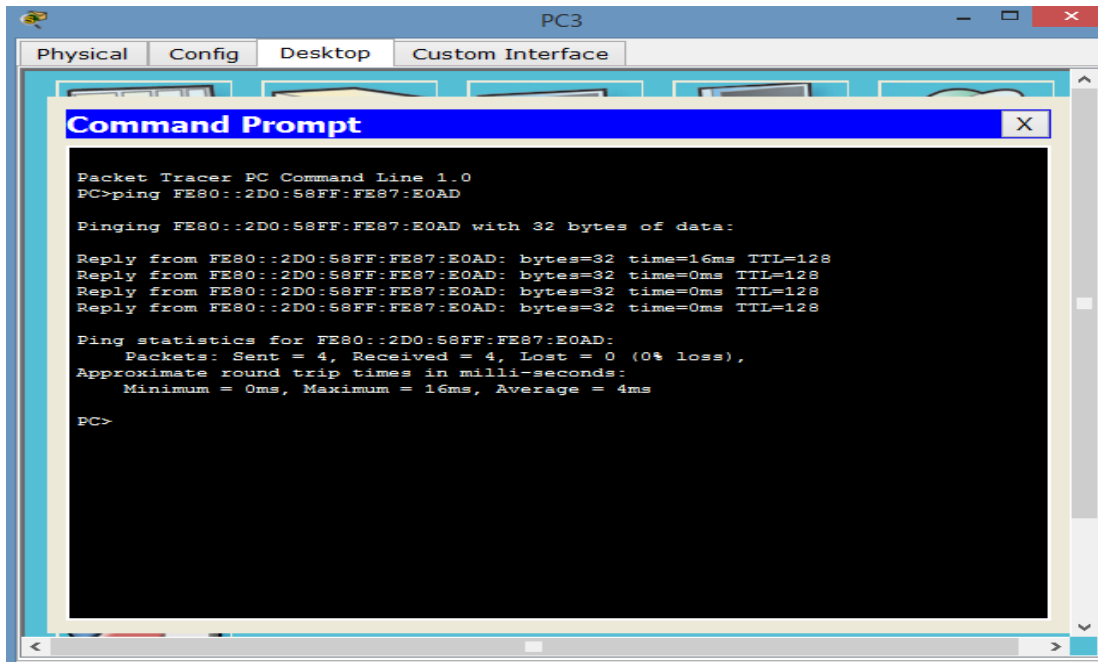 PC3
Physical Config Desktop Custom Interface
Command Prompt
X
Packet Tracer PC Command Line 1.0
PC>ping FE80::2D0:58FF:FE87:E0AD
Pinging FE80::2D0:58FF:FE87:E0AD with 32 bytes of data:
Reply from FE80::2D0:58FF:FE87:E0AD: bytes=32 time=16ms TTL=128
Reply from FE80::2D0:58FF:FE87:E0AD: bytes=32 time=0ms TTL=128
Reply from FE80::2D0:58FF:FE87:E0AD: bytes=32 time=0ms TTL=128
Reply from FE80::2D0:58FF:FE87:E0AD: bytes=32 time=0ms TTL=128
Ping statistics for FE80::2D0:58FF:FE87:E0AD:
Packets: Sent = 4, Received = 4, Lost = 0 (0% loss),
Approximate round trip times in milli-seconds:
Minimum = 0ms, Maximum = 16ms, Average = 4ms
PC>